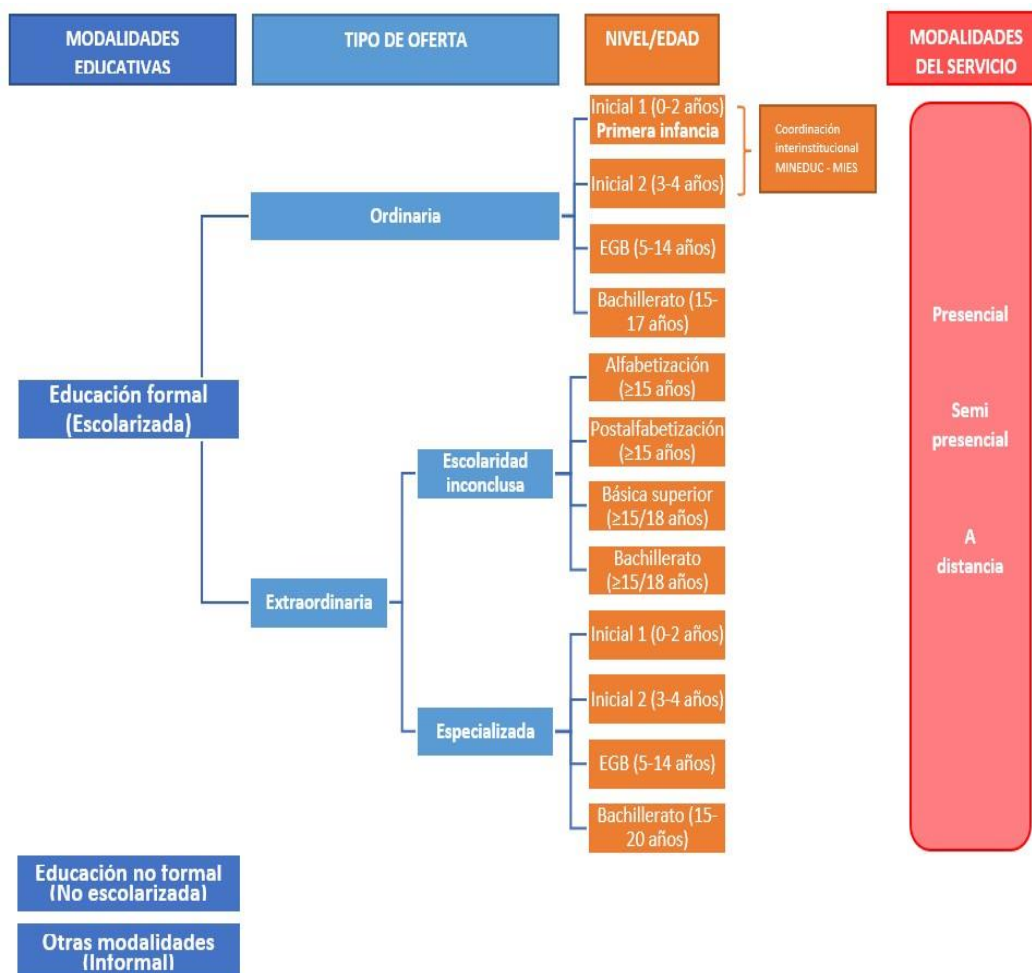 MODALIDADES
EDUCATIVAS
TIPO DE OFERTA
NIVEL/EDAD
MODALIDADES
DEL SERVICIO
Inicial 1 (0-2 años)
Primera infancia
Coordinación
interinstitucional
MINEDUC - MIES
Inicial 2 (3-4 años)
Ordinaria
EGB (5-14 años)
Bachillerato (15-
17 años)
Educación formal
(Escolarizada)
Alfabetización
(≥15 años)
Postalfabetización
(≥15 años)
Escolaridad
inconclusa
Básica superior
(≥15/18 años)
Bachillerato
(≥15/18 años)
Extraordinaria
Inicial 1 (0-2 años)
Inicial 2 (3-4 años)
Especializada
EGB (5-14 años)
Bachillerato (15-
20 años)
Presencial
Semi
presencial
A
distancia
Educación no formal
(No escolarizada)
Otras modalidades
(Informal)